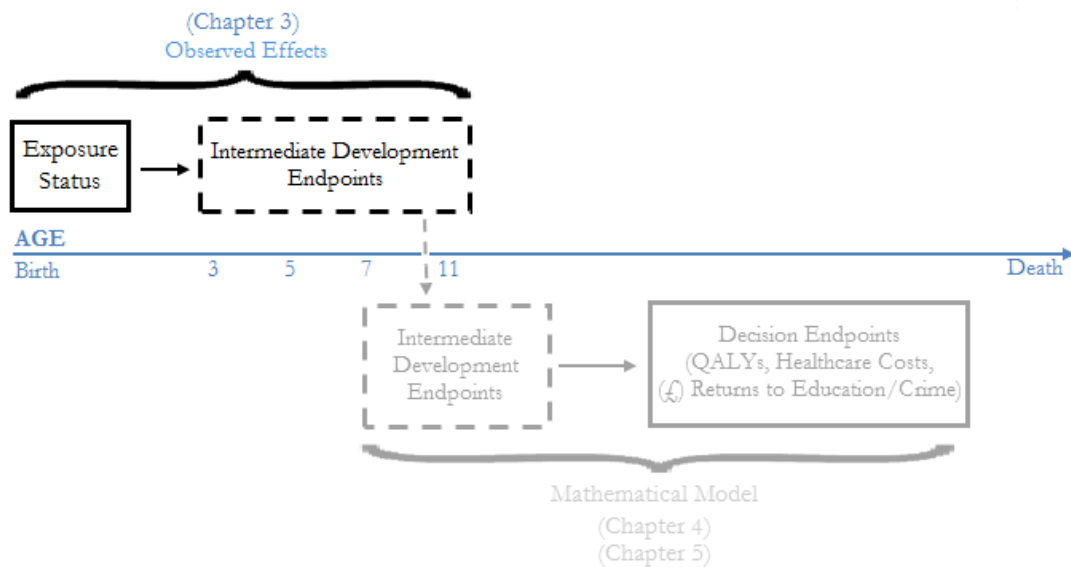 (Chapter 3)
Observed Effects
Exposure
Status
Intermediate Development
Endpoints
AGE
Birth
3
5
7
11
Death
Intermediate
Development
Endpoints
Decision Endpoints
(QALYs, Healthcare Costs,
(£) Returns to Education/Crime)
Mathematical Model
(Chapter 4)
(Chapter 5)